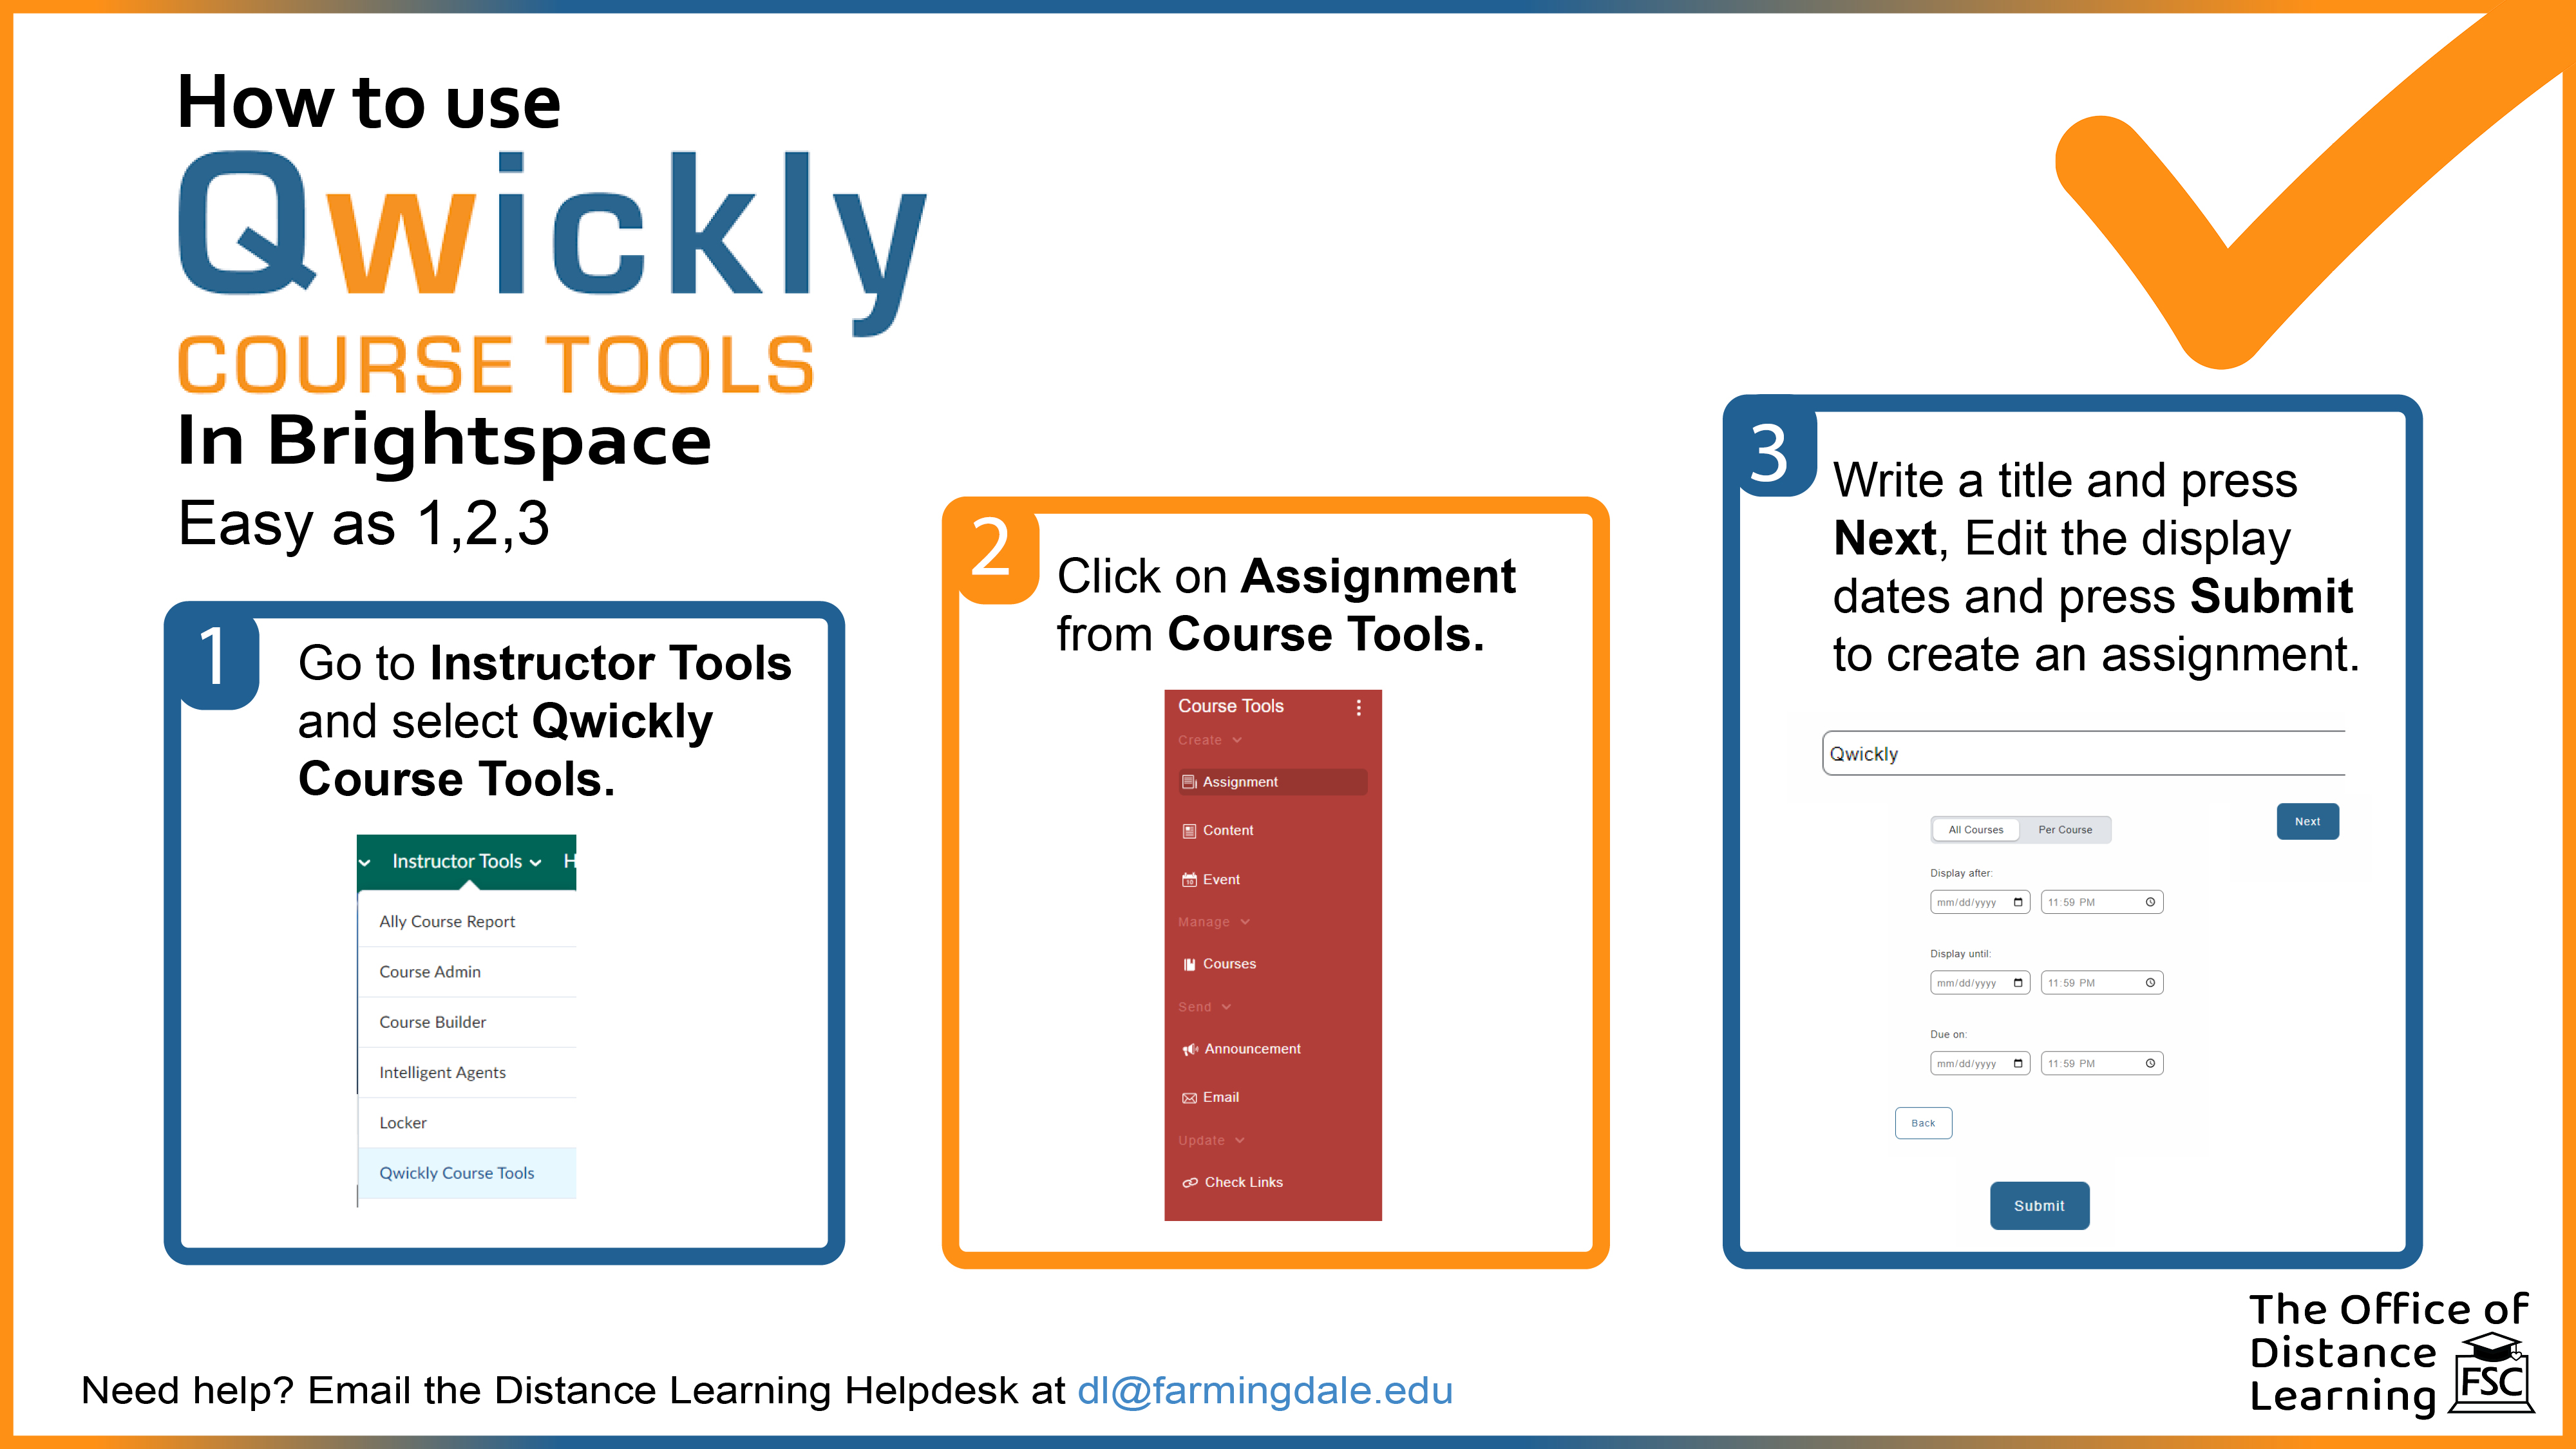 How to use
Qwickly
COURSE TOOLS
In Brightspace
Easy as 1,2,3
1
Go to Instructor Tools
and select Qwickly
Course Tools.
Instructor Tools H
Ally Course Report
Course Admin
Course Builder
Intelligent Agents
Locker
Qwickly Course Tools
2
Click on Assignment
from Course Tools.
Course Tools
Create
Assignment
Content
Event
Manage
Courses
Send
Announcement
Email
Update
Check Links
3
Write a title and press
Next, Edit the display
dates and press Submit
to create an assignment.
Qwickly
Next
All Courses Per Course
Display after:
mm/dd/yyyy 11:59 PM
Display until:
mm/dd/yyyy 11:59 PM
Due on:
mm/dd/yyyy 11:59 PM
Back
Submit
Need help? Email the Distance Learning Helpdesk at dl@farmingdale.edu
The Office of
Distance
Learning
FSC